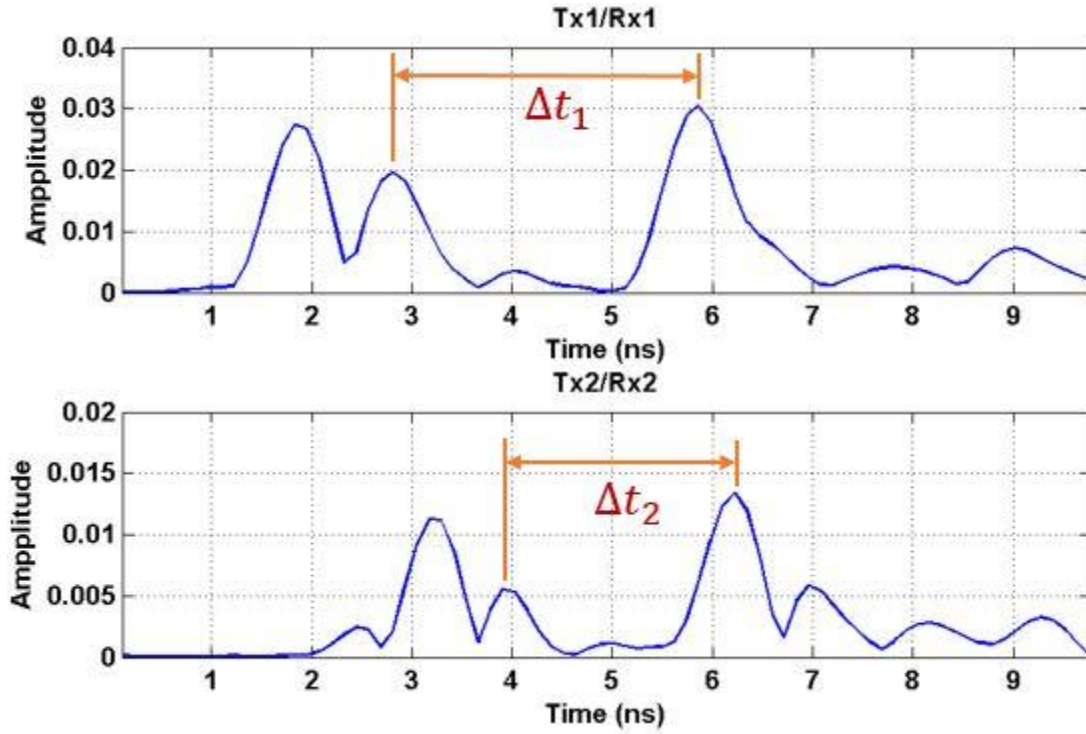 Tx1/Rx1
Ampplitude
0.04
0.03
0.02
0.01
0
Δt₁
1 2 3 4 5 6 7 8 9
Time (ns)
Tx2/Rx2
Ampplitude
0.02
0.015
0.01
0.005
0
Δt₂
1 2 3 4 5 6 7 8 9
Time (ns)